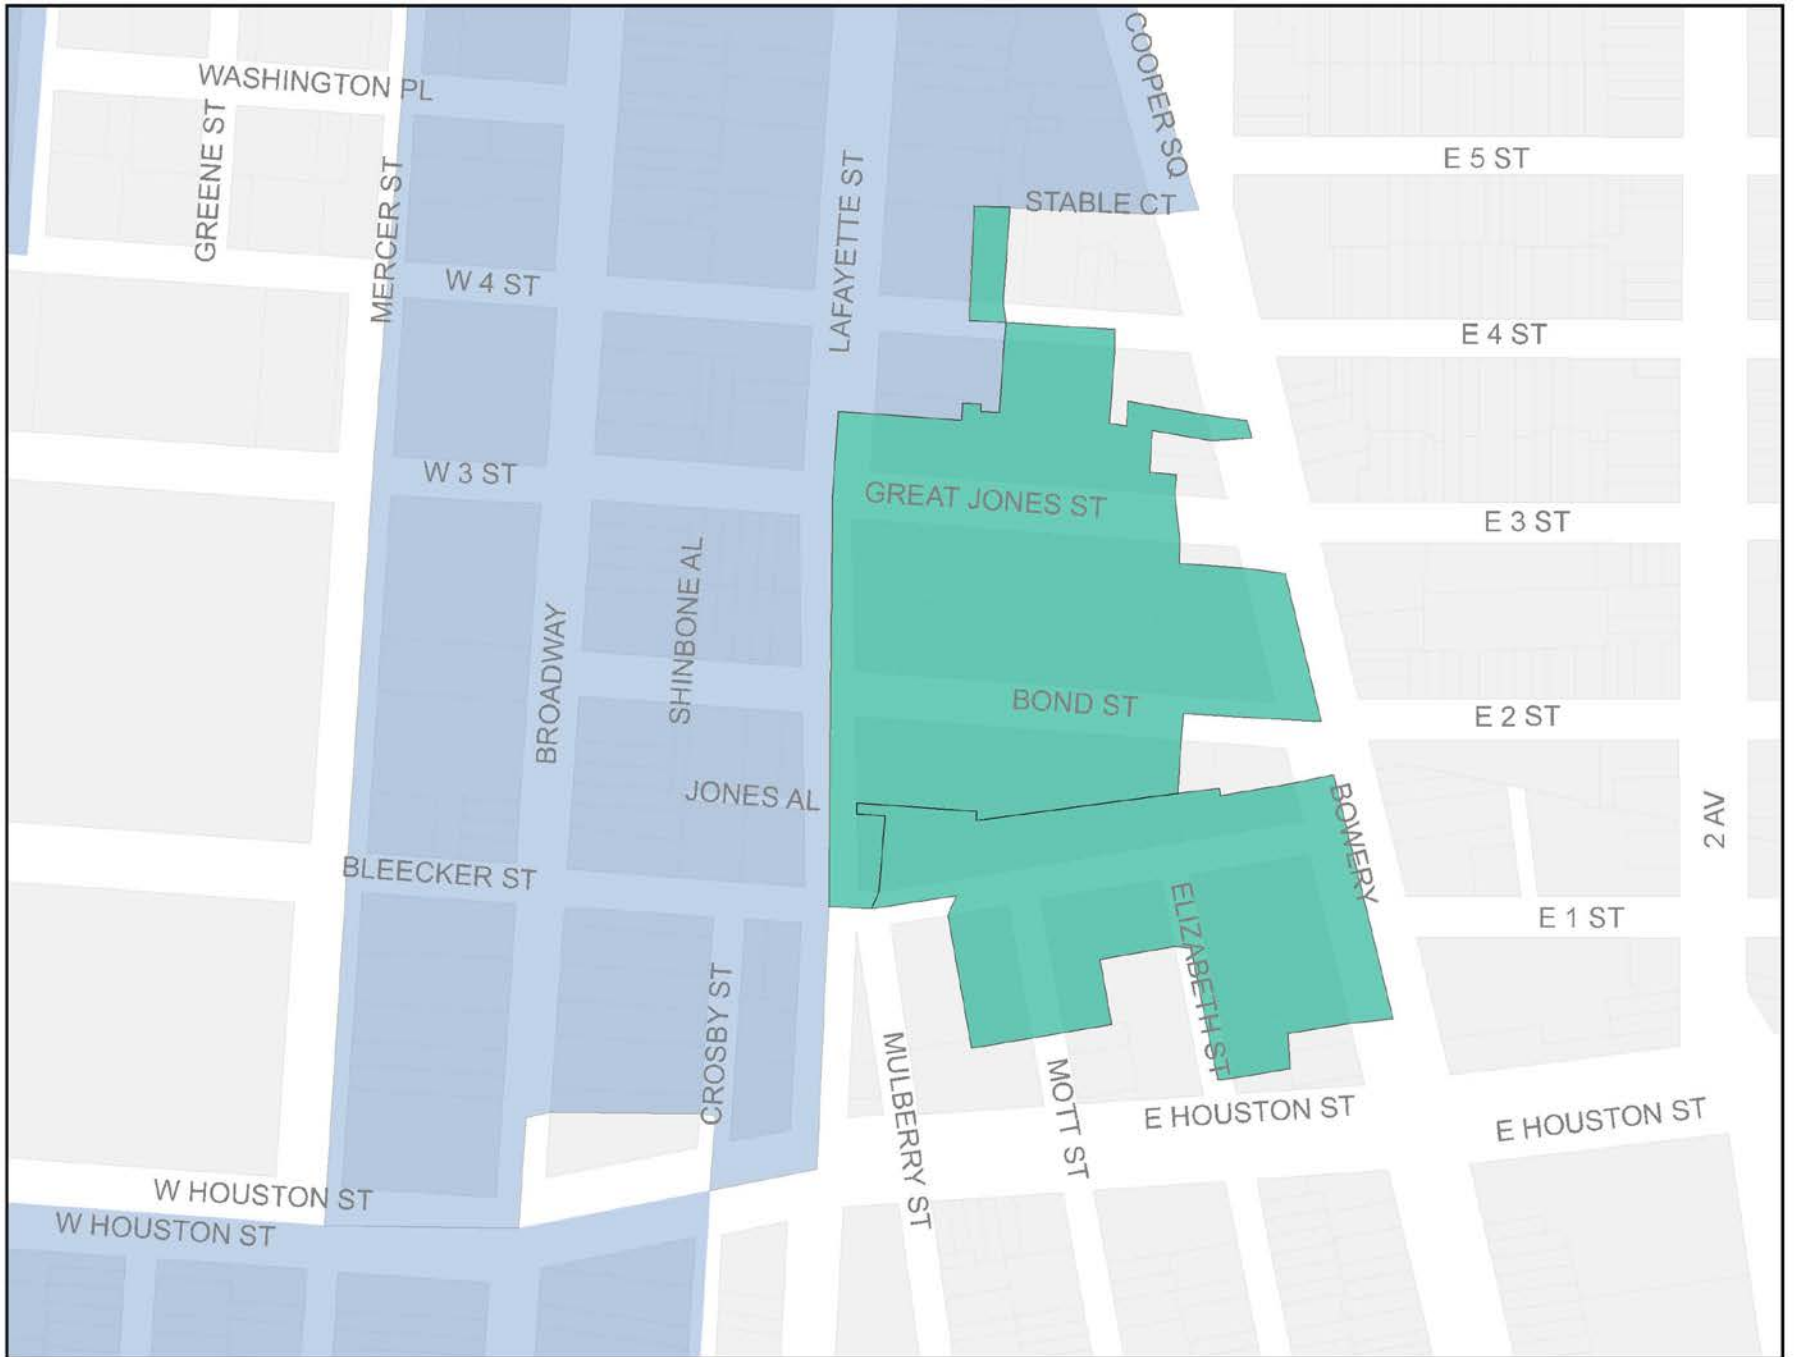 COOPER SQ
WASHINGTON PL
GREENE ST
MERCER ST
LAFAYETTE ST
E 5 ST
STABLE CT
W 4 ST
E 4 ST
W 3 ST
GREAT JONES ST
E 3 ST
SHINBONE AL
BROADWAY
BOND ST
E 2 ST
JONES AL
BOWERY
2 AV
BLEECKER ST
ELIZABETH ST
E 1 ST
CROSBY ST
MULBERRY ST
MOTT ST
E HOUSTON ST
E HOUSTON ST
W HOUSTON ST
W HOUSTON ST